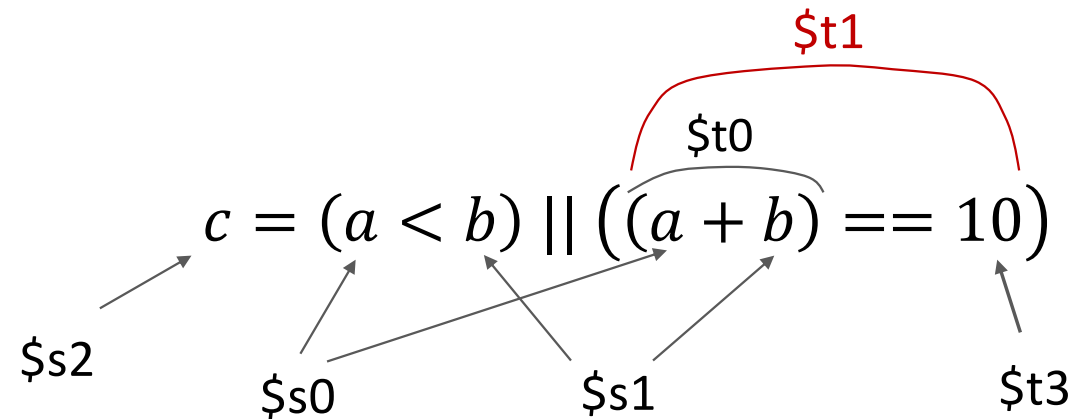 $t1
$t0
c = (a < b) || ((a + b) == 10)
$s2
$s0
$s1
$t3